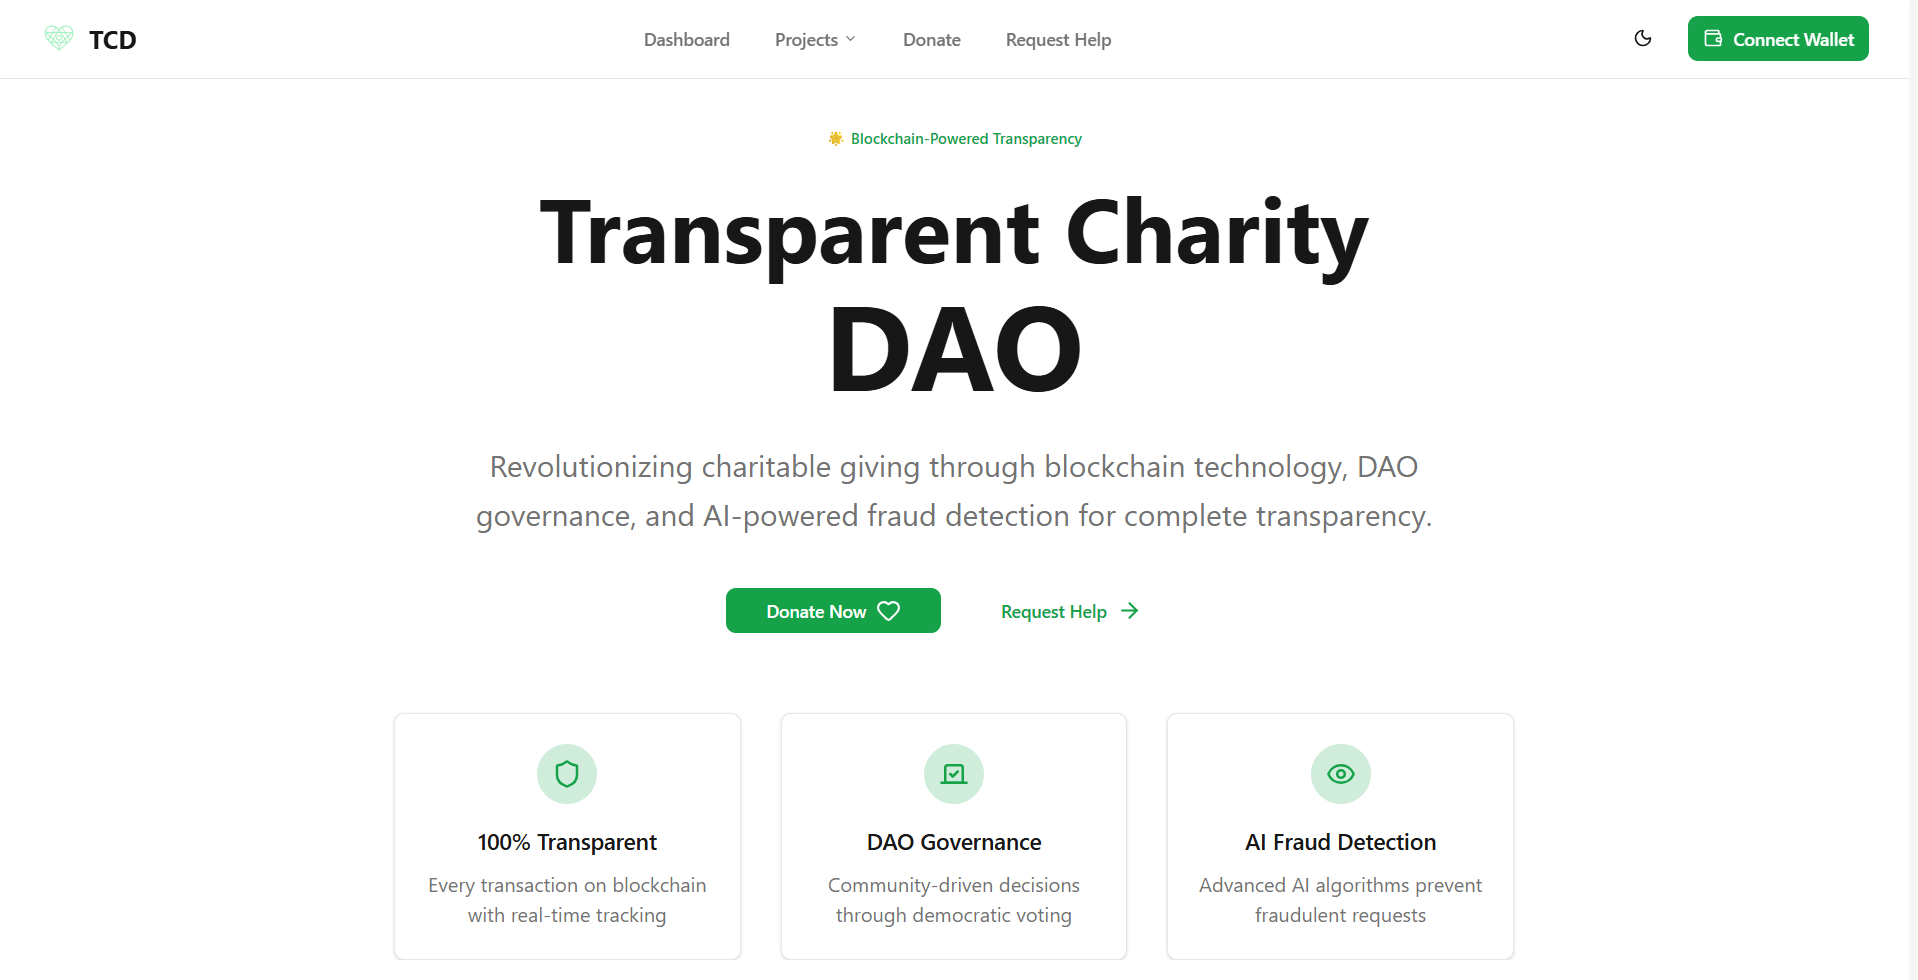 TCD
Dashboard
Projects
Donate
Request Help
Connect Wallet
Blockchain-Powered Transparency
Transparent Charity
DAO
Revolutionizing charitable giving through blockchain technology, DAO
governance, and AI-powered fraud detection for complete transparency.
Donate Now
Request Help
100% Transparent
Every transaction on blockchain
with real-time tracking
DAO Governance
Community-driven decisions
through democratic voting
AI Fraud Detection
Advanced AI algorithms prevent
fraudulent requests